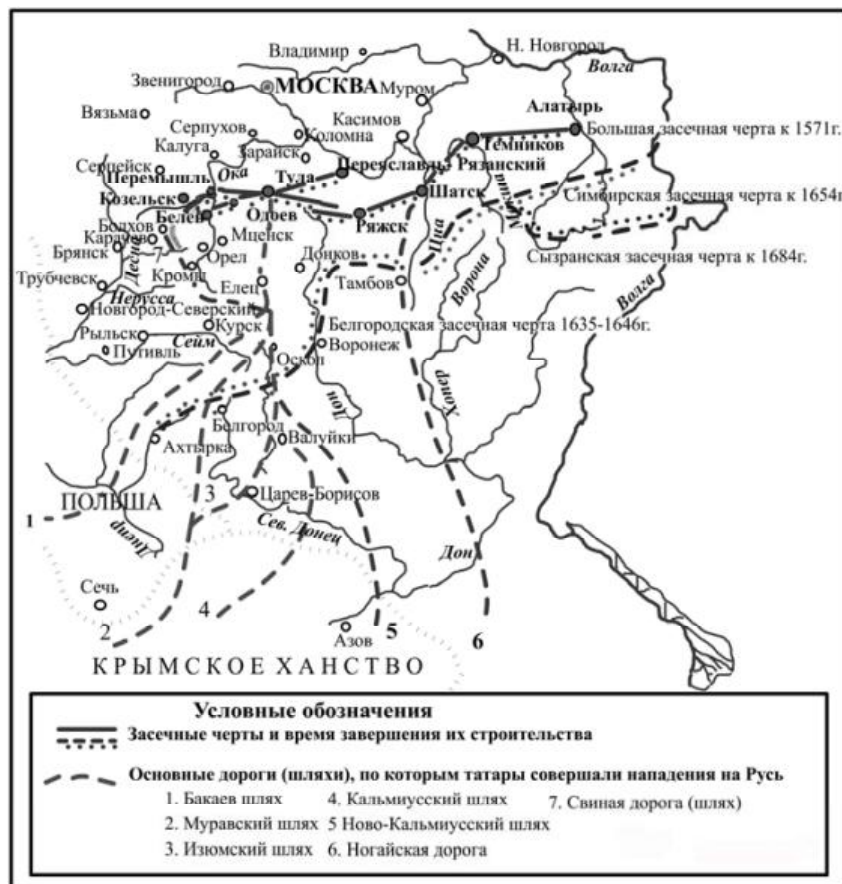 Н. Новгород
Владимир
Волга
Звенигород
МОСКВА
Муром
Вязьма
Касимов
Алатырь
Серпухов
Коломна
Большая засечная черта к 1571г.
Калуга
Темников
Зарайск
Серпейск
Переяславль Рязанский
Перемышль
Ока
Тула
Шатск
Козельск
Мокша
Симбирская засечная черта к 1654г
Белев
Одоев
Ряжск
Болхов
Цна
Карачев
Мценск
Брянск
Десна
7
Орел
Донков
Сызранская засечная черта к 1684г.
Трубчевск
Кромы
Елец
Тамбов
Ворона
Волга
Нерусса
Новгород-Северский
Курск
Белгородская засечная черта 1635-1646г.
Рыльск
Сейм
Воронеж
Путивль
Оскол
Хопер
Дон
Белгород
Ахтырка
Валуйки
ПОЛЬША
3
Царев-Борисов
1
Днепр
Сев. Донец
Дон
Сечь
4
2
Азов
5
6
КРЫМСКОЕ ХАНСТВО
Условные обозначения
Засечные черты и время завершения их строительства
Основные дороги (шляхи), по которым татары совершали нападения на Русь
1. Бакаев шлях 4. Кальмиусский шлях 7. Свиная дорога (шлях)
2. Муравский шлях 5 Ново-Кальмиусский шлях
3. Изюмский шлях 6. Ногайская дорога